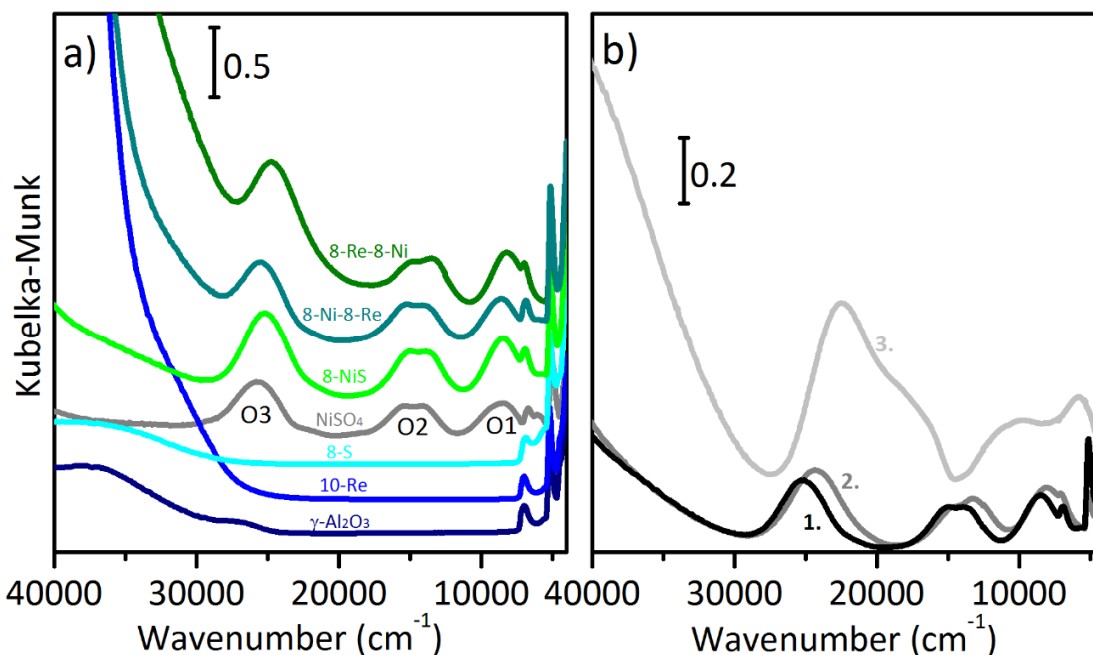 a)
0.5
8-Re-8-Ni
8-Ni-8-Re
8-NiS
O3
NiSO₄
O2
O1
8-S
10-Re
γ-Al₂O₃
Kubelka-Munk
40000
30000
20000
10000
4000
Wavenumber (cm⁻¹)
b)
0.2
3.
2.
1.
40000
30000
20000
10000
Wavenumber (cm⁻¹)